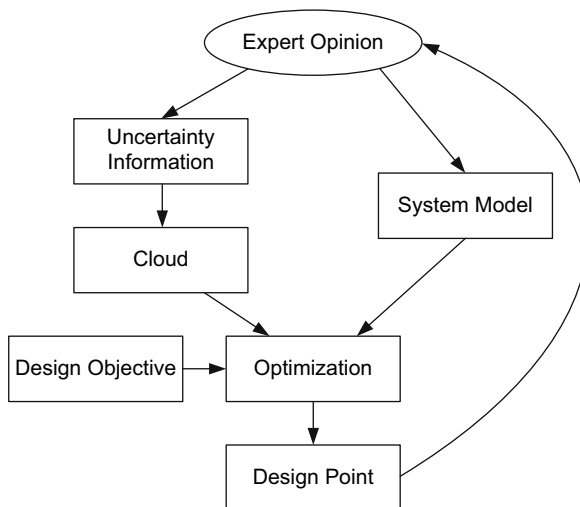 Expert Opinion
Uncertainty
Information
System Model
Cloud
Design Objective
Optimization
Design Point